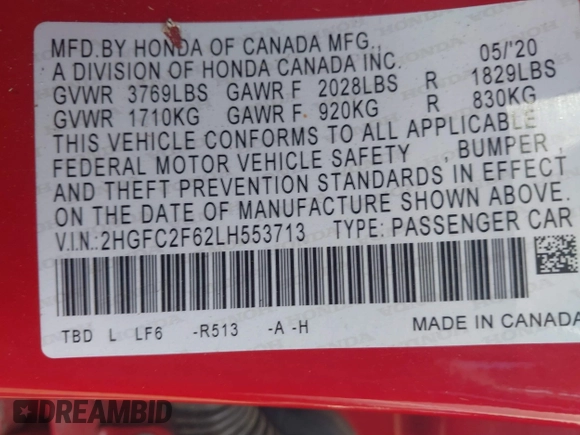 MFD.BY HONDA OF CANADA MFG.,
A DIVISION OF HONDA CANADA INC. 05/'20
GVWR 3769LBS GAWR F 2028LBS R 1829LBS
GVWR 1710KG GAWR F 920KG R 830KG
THIS VEHICLE CONFORMS TO ALL APPLICABLE
FEDERAL MOTOR VEHICLE SAFETY , BUMPER ,
AND THEFT PREVENTION STANDARDS IN EFFECT
ON THE DATE OF MANUFACTURE SHOWN ABOVE.
V.I.N.:2HGFC2F62LH553713 TYPE: PASSENGER CAR
TBD L LF6 -R513 -A -H MADE IN CANADA
DREAMBID